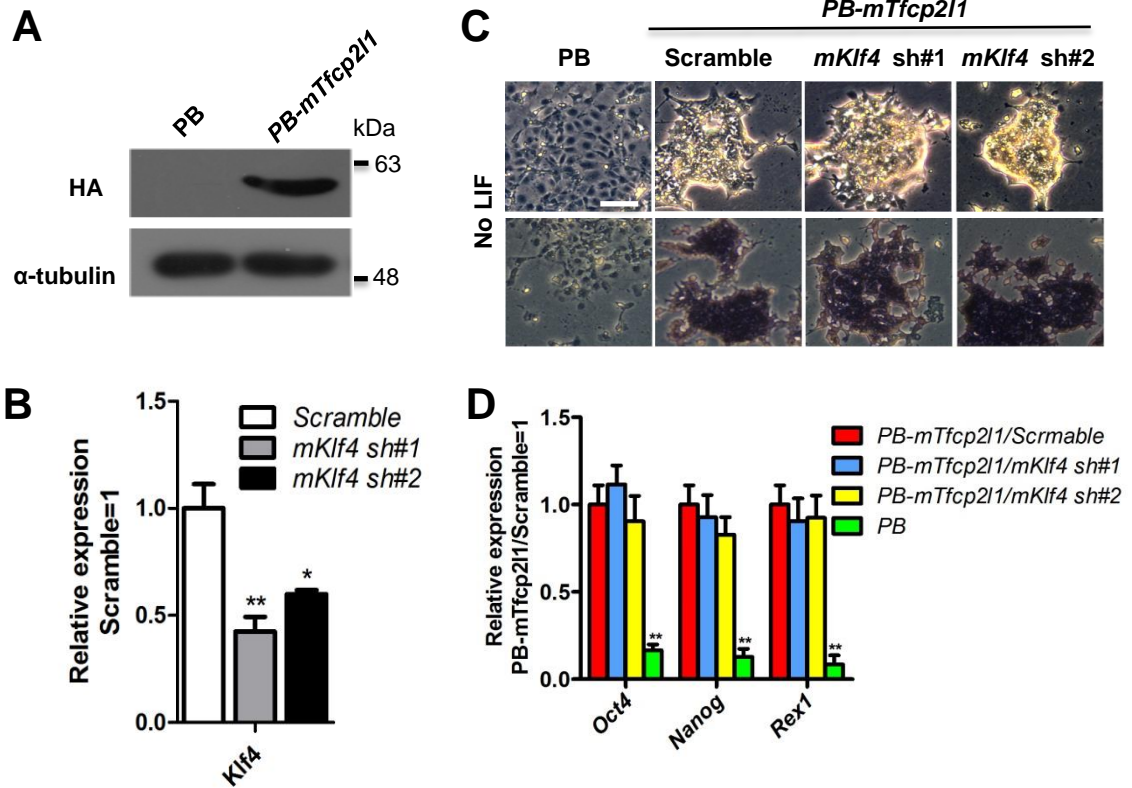 A
PB
PB-mTfcp2l1
kDa
HA
63
α-tubulin
48
C
PB-mTfcp2l1
PB
Scramble
mKlf4 sh#1
mKlf4 sh#2
No LIF
B
Relative expression
Scramble=1
1.5
1.0
0.5
0.0
Scramble
mKlf4 sh#1
mKlf4 sh#2
**
*
Klf4
D
Relative expression
PB-mTfcp2l1/Scramble=1
1.5
1.0
0.5
0.0
PB-mTfcp2l1/Scrmable
PB-mTfcp2l1/mKlf4 sh#1
PB-mTfcp2l1/mKlf4 sh#2
PB
**
**
**
Oct4
Nanog
Rex1